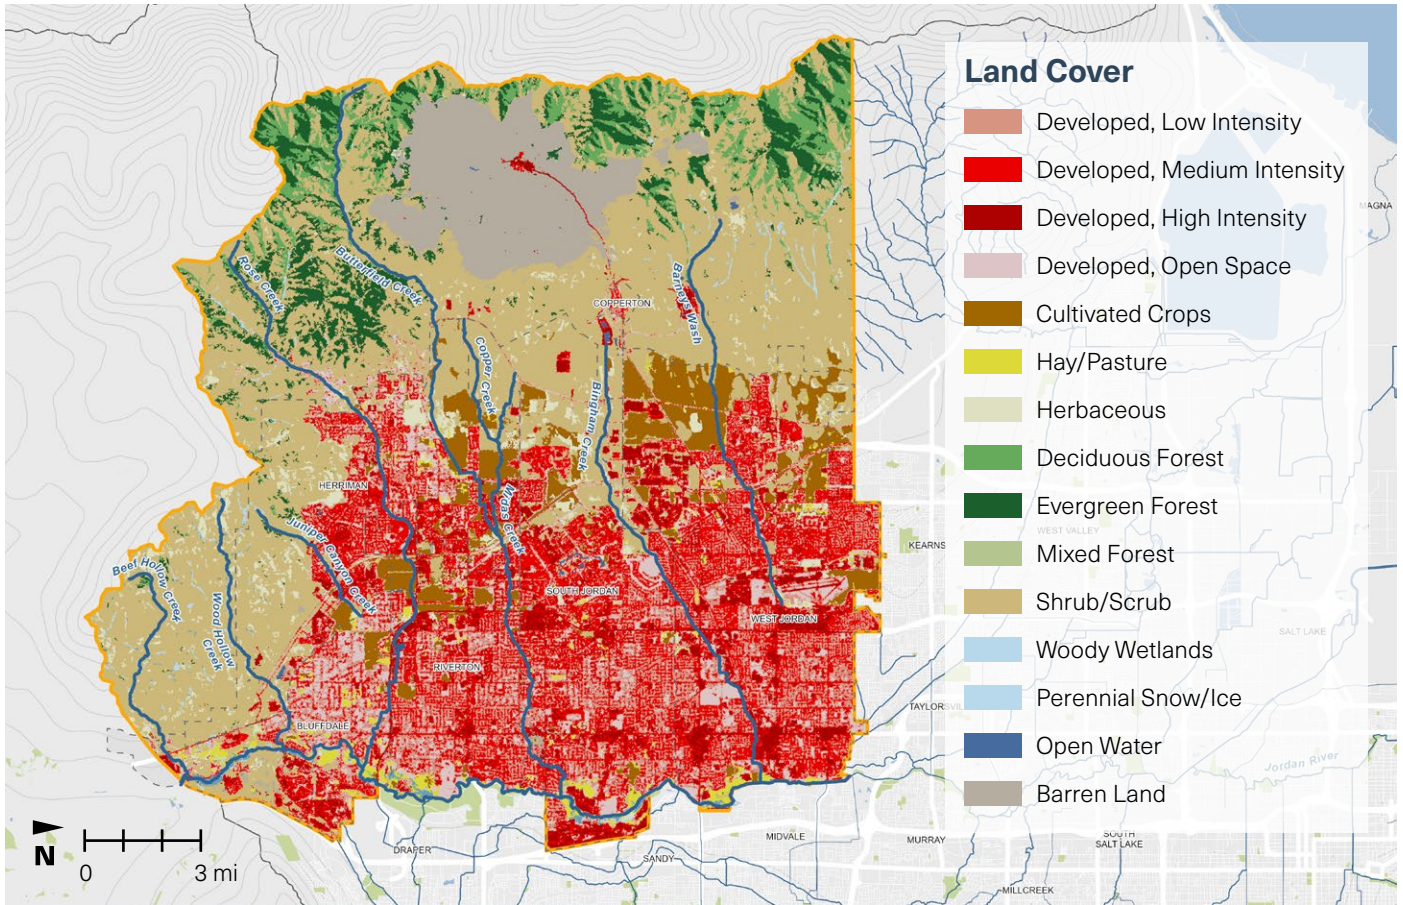 Land Cover
Developed, Low Intensity
Developed, Medium Intensity
Developed, High Intensity
Developed, Open Space
Cultivated Crops
Hay/Pasture
Herbaceous
Deciduous Forest
Evergreen Forest
Mixed Forest
Shrub/Scrub
Woody Wetlands
Perennial Snow/Ice
Open Water
Barren Land
MAGNA
Rose Creek
Butterfield Creek
Barneys Wash
COPPERTON
Copper Creek
Bingham Creek
HERRIMAN
Midas Creek
Juniper Canyon Creek
WEST VALLEY
KEARNS
Beef Hollow Creek
Wood Hollow
Creek
SOUTH JORDAN
WEST JORDAN
SALT LAKE
RIVERTON
BLUFFDALE
TAYLORSVIL
Jordan River
N
0
3 mi
DRAPER
SANDY
MIDVALE
MURRAY
SOUTH
SALT LAKE
MILLCREEK